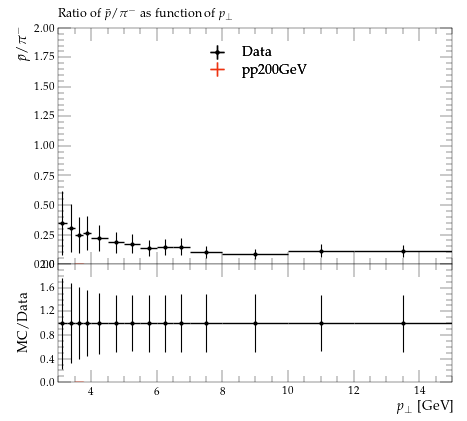 Ratio of p̄/π⁻ as function of p⊥
p̄/π⁻
2.00
1.75
1.50
1.25
1.00
0.75
0.50
0.25
Data
pp200GeV
MC/Data
2.0
1.6
1.2
0.8
0.4
0.0
4 6 8 10 12 14
p⊥ [GeV]